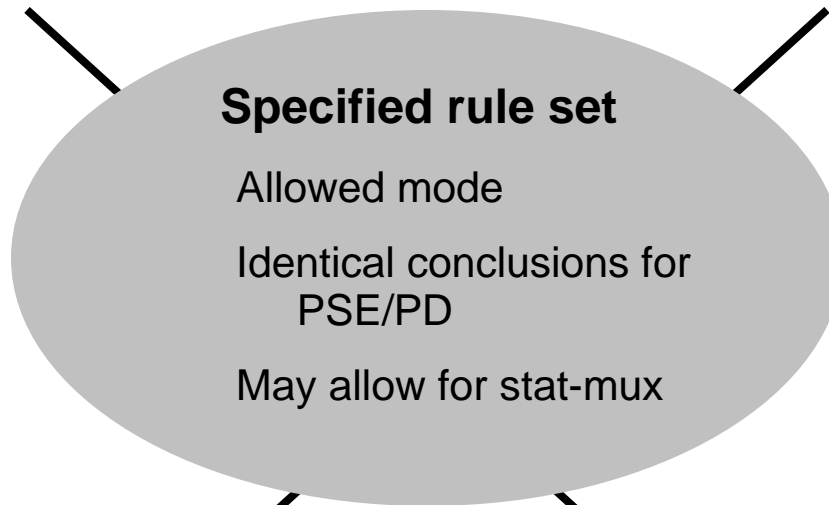 Specified rule set
Allowed mode
Identical conclusions for
PSE/PD
May allow for stat-mux